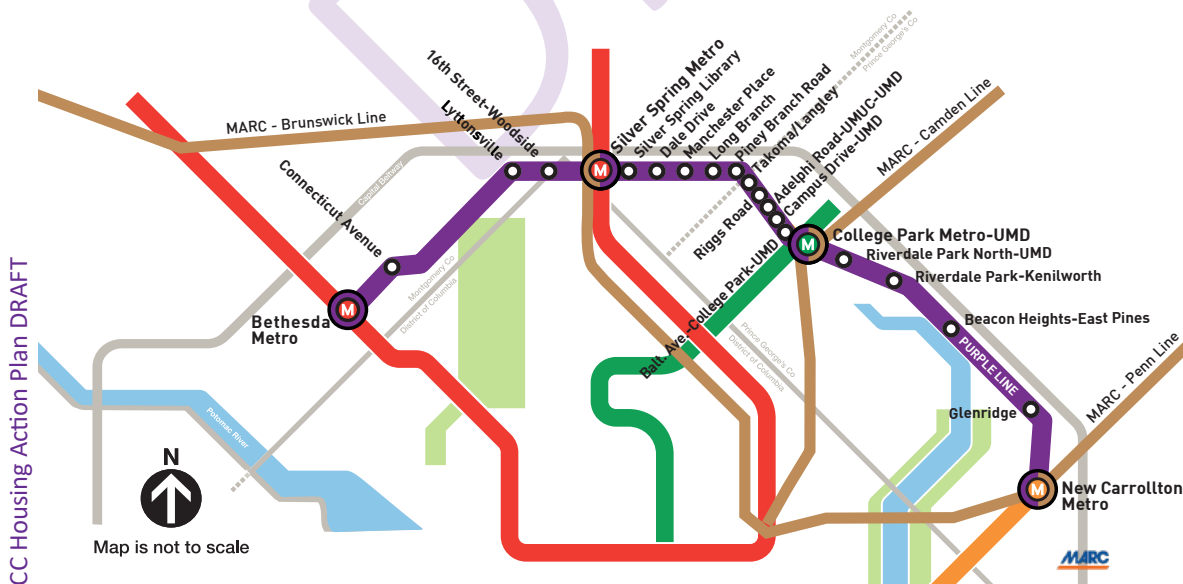 CC Housing Action Plan DRAFT
MARC - Brunswick Line
Capital Beltway
Connecticut Avenue
Lyttonsville
16th Street-Woodside
Silver Spring Metro
Silver Spring Library
Dale Drive
Manchester Place
Long Branch
Piney Branch Road
Takoma/Langley
Riggs Road
Adelphi Road-UMUC-UMD
Campus Drive-UMD
Balt. Ave.-College Park-UMD
Montgomery Co
Prince George's Co
MARC - Camden Line
M
M
M
M
College Park Metro-UMD
Riverdale Park North-UMD
Riverdale Park-Kenilworth
Beacon Heights-East Pines
PURPLE LINE
Glenridge
MARC - Penn Line
New Carrollton
Metro
Bethesda
Metro
Montgomery Co
District of Columbia
Prince George's Co
District of Columbia
Potomac River
N
Map is not to scale
MARC